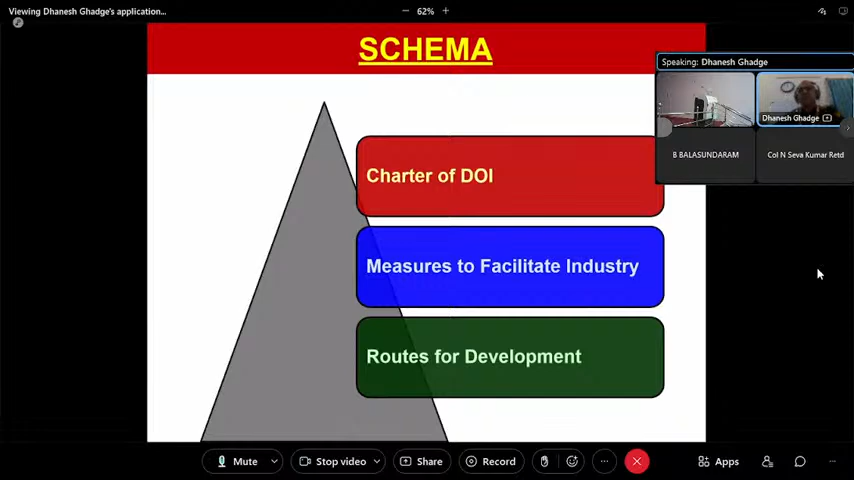 Viewing Dhanesh Ghadge's application...
62%
SCHEMA
Speaking: Dhanesh Ghadge
Dhanesh Ghadge
B BALASUNDARAM
Col N Seva Kumar Retd
Charter of DOI
Measures to Facilitate Industry
Routes for Development
Mute
Stop video
Share
Record
Apps